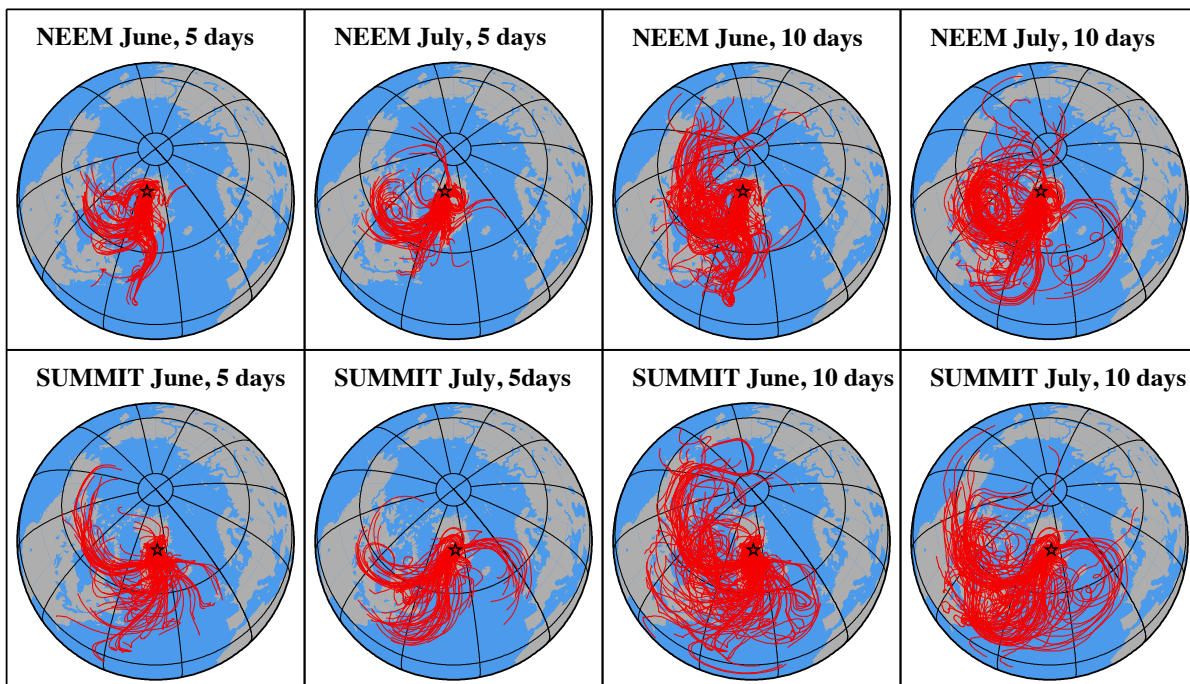 NEEM June, 5 days
NEEM July, 5 days
NEEM June, 10 days
NEEM July, 10 days
SUMMIT June, 5 days
SUMMIT July, 5days
SUMMIT June, 10 days
SUMMIT July, 10 days